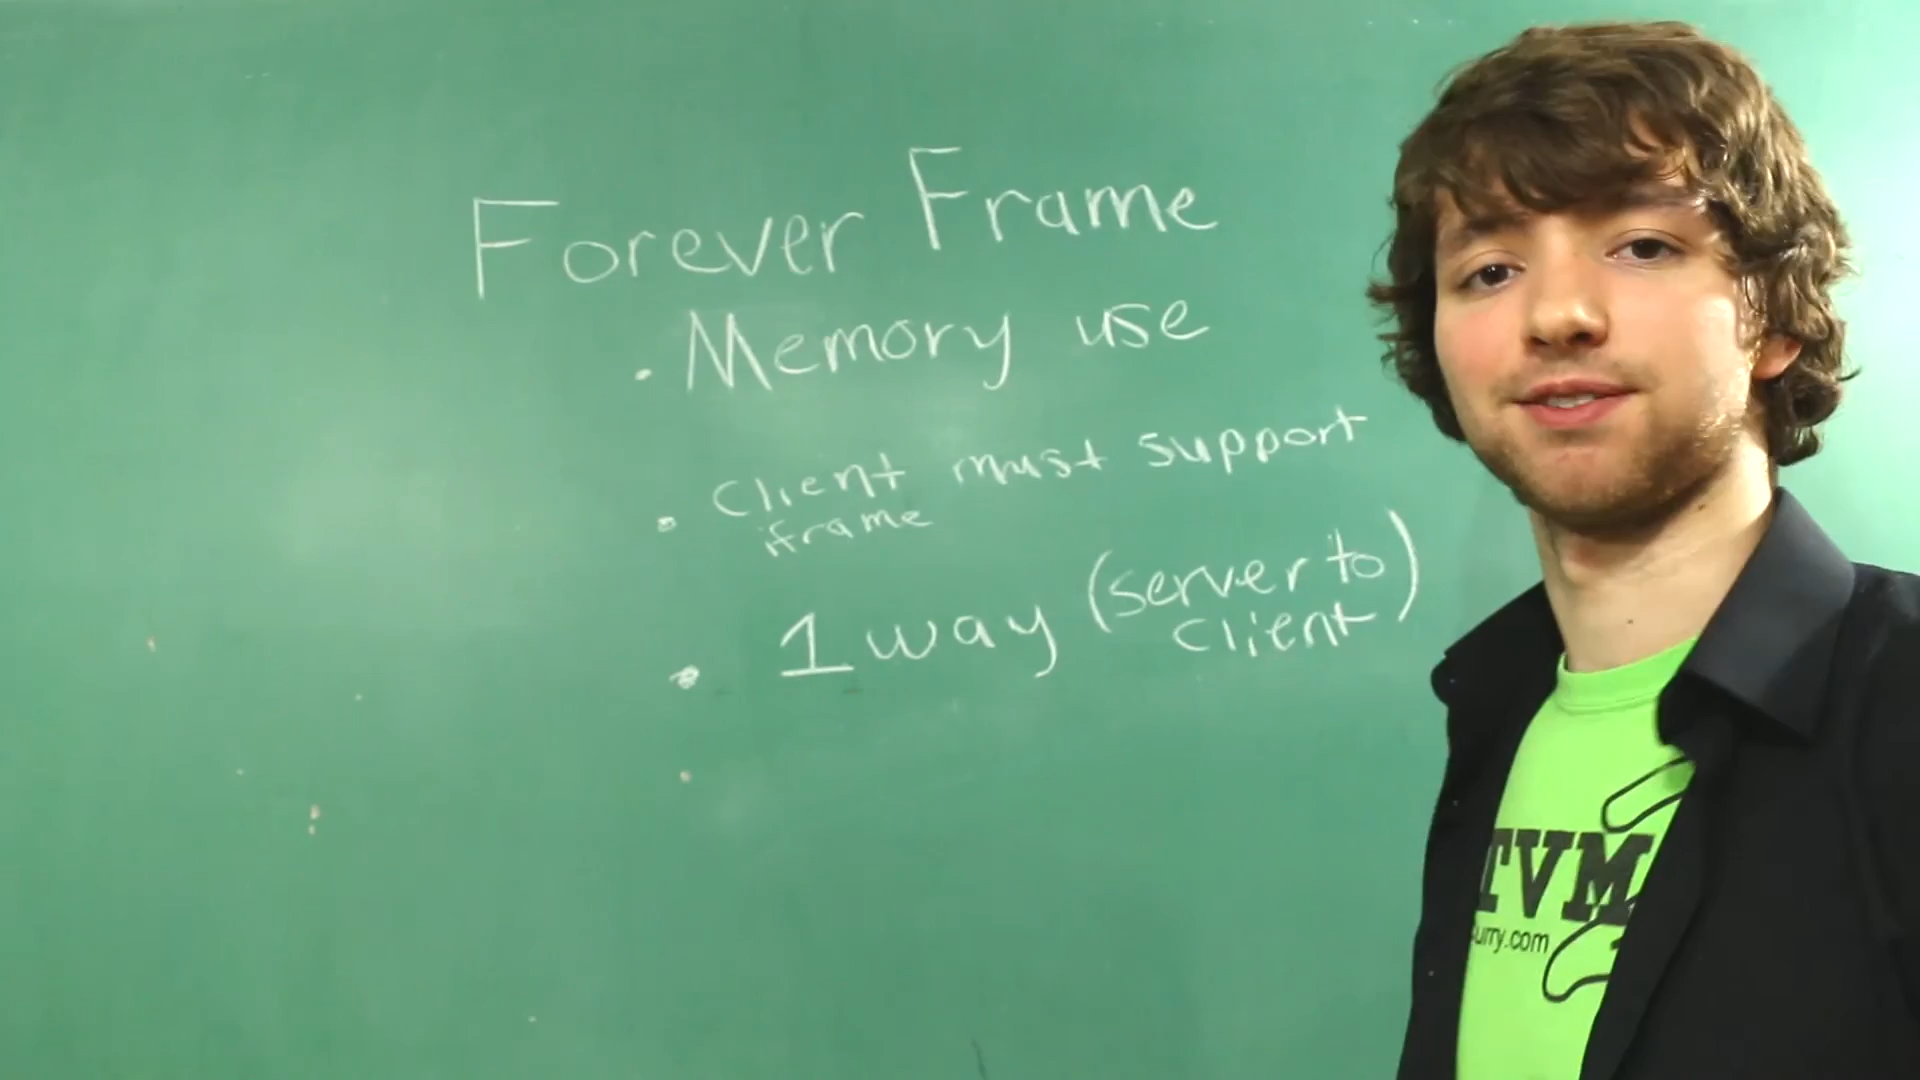 Forever Frame
• Memory use
• Client must support
iframe
• 1 way (server to
client)
TVM
urry.com